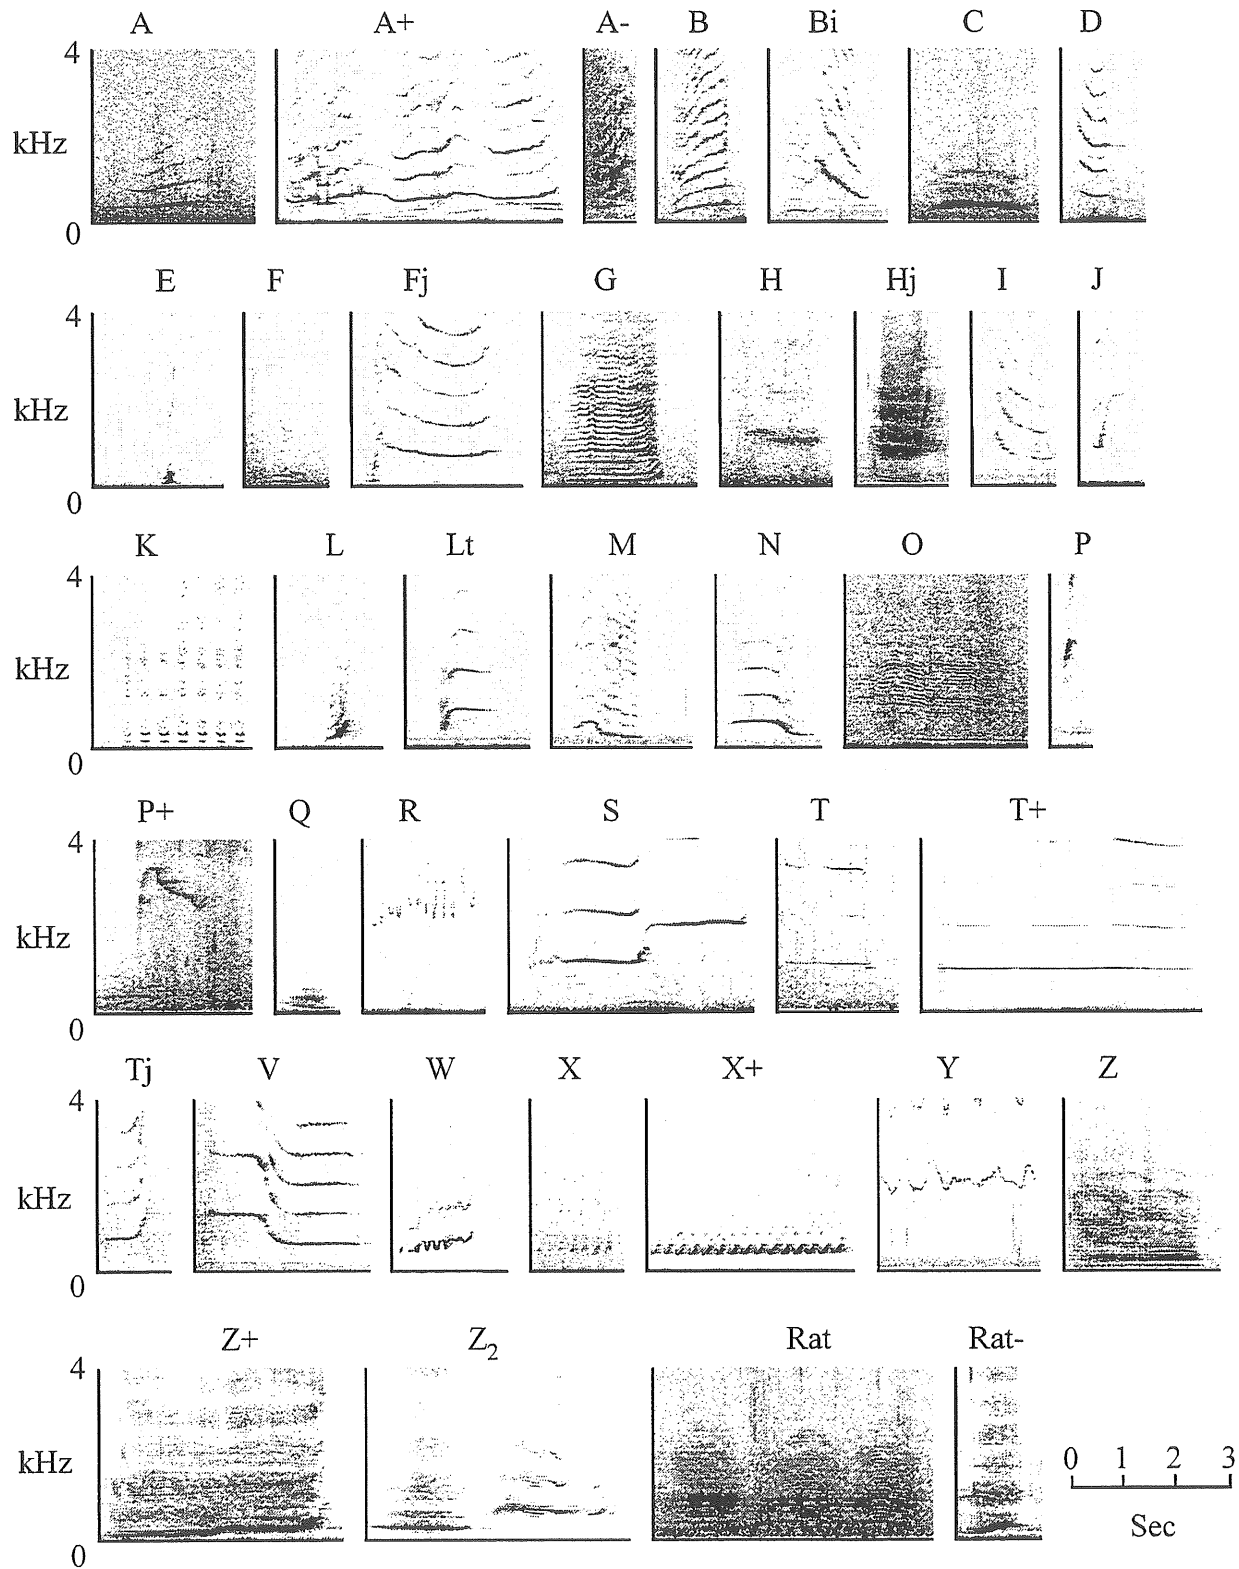 A A+ A- B Bi C D
4
kHz
0
E F Fj G H Hj I J
4
kHz
0
K L Lt M N O P
4
kHz
0
P+ Q R S T T+
4
kHz
0
Tj V W X X+ Y Z
4
kHz
0
Z+ Z2 Rat Rat-
4
kHz
0
0 1 2 3
Sec